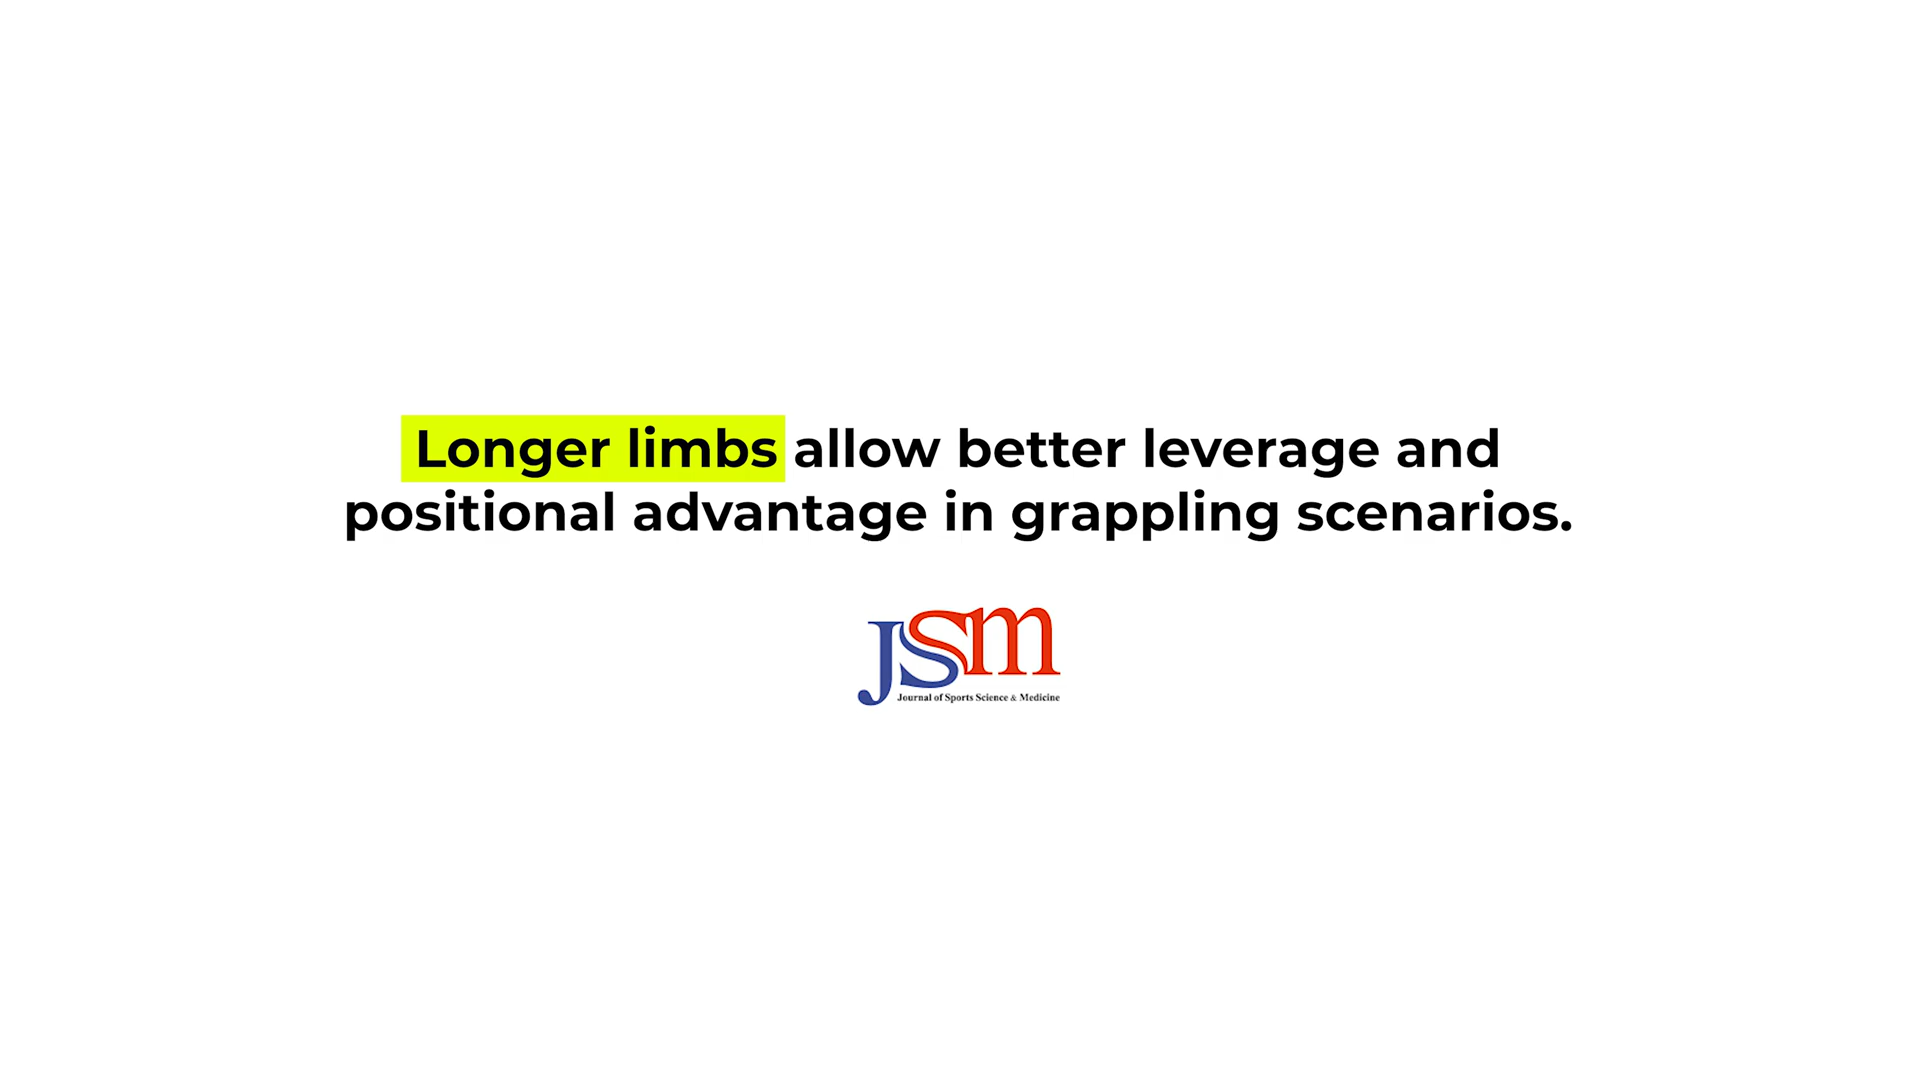 Longer limbs allow better leverage and
positional advantage in grappling scenarios.
JSm
Journal of Sports Science & Medicine